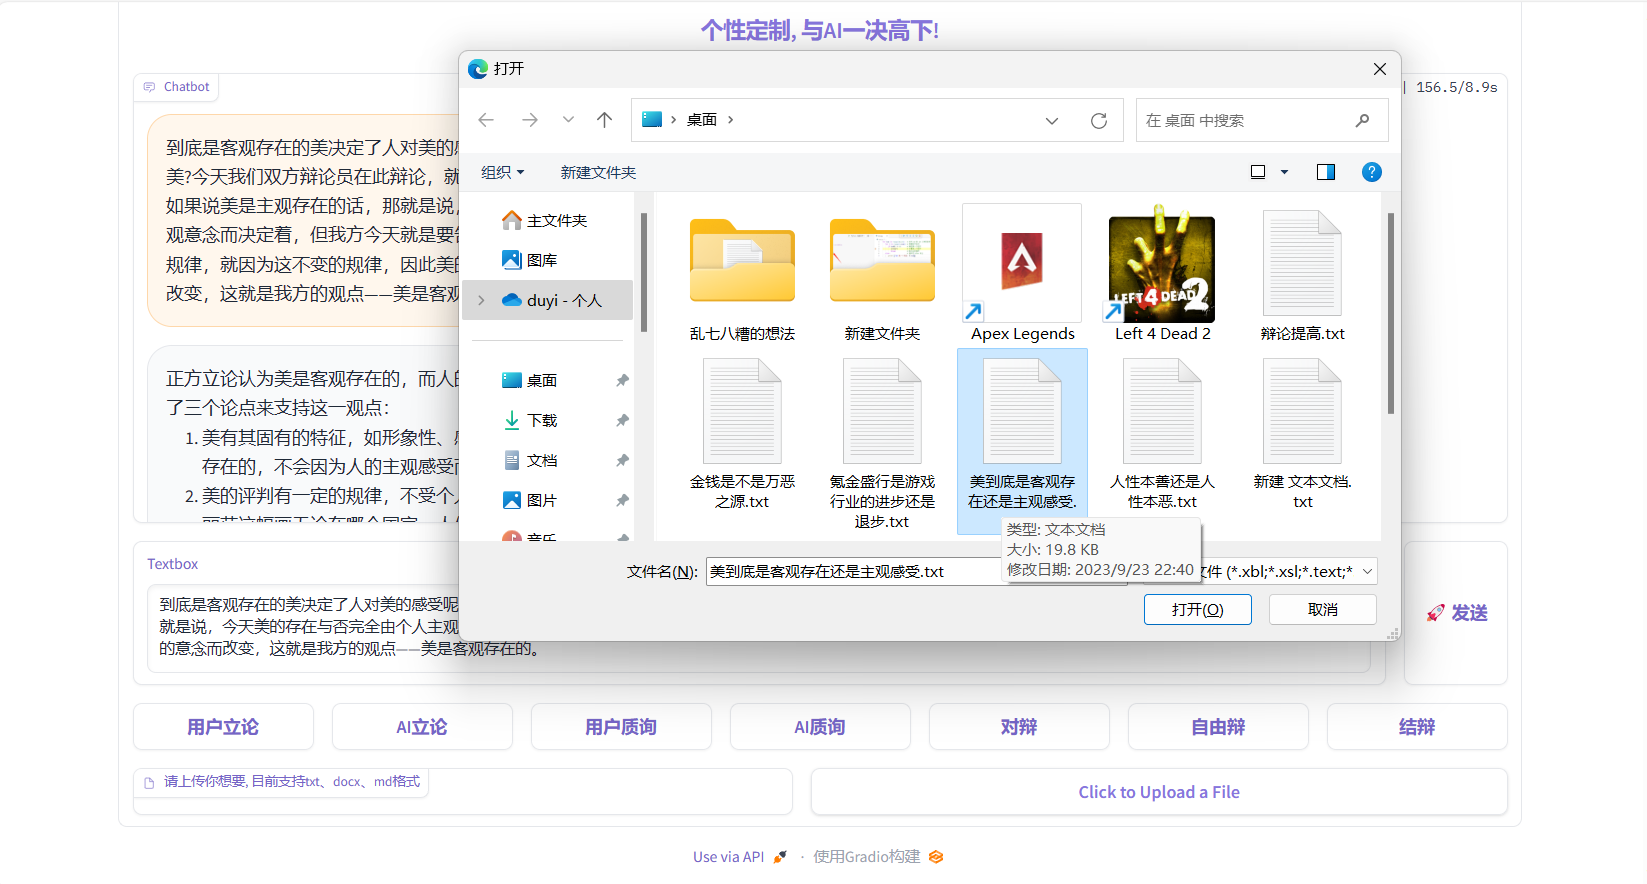 个性定制, 与AI一决高下!
Chatbot
156.5/8.9s
到底是客观存在的美决定了人对美的
美?今天我们双方辩论员在此辩论，就
如果说美是主观存在的话，那就是说，
观意念而决定着，但我方今天就是要
规律，就因为这不变的规律，因此美
改变，这就是我方的观点——美是客观
正方立论认为美是客观存在的，而人的
了三个论点来支持这一观点：
1. 美有其固有的特征，如形象性、
存在的，不会因为人的主观感受而
2. 美的评判有一定的规律，不受个
打开
桌面
在 桌面 中搜索
组织
新建文件夹
主文件夹
图库
duyi - 个人
桌面
下载
文档
图片
音乐
乱七八糟的想法
新建文件夹
Apex Legends
LEFT 4 DEAD 2
Left 4 Dead 2
辩论提高.txt
金钱是不是万恶
之源.txt
氪金盛行是游戏
行业的进步还是
退步.txt
美到底是客观存
在还是主观感受.
人性本善还是人
性本恶.txt
新建 文本文档.
txt
类型: 文本文档
大小: 19.8 KB
修改日期: 2023/9/23 22:40
文件名(N):
美到底是客观存在还是主观感受.txt
文件 (*.xbl;*.xsl;*.text;*
打开(O)
取消
Textbox
到底是客观存在的美决定了人对美的感受呢
就是说，今天美的存在与否完全由个人主观
的意念而改变，这就是我方的观点——美是客观存在的。
发送
用户立论
AI立论
用户质询
AI质询
对辩
自由辩
结辩
请上传你想要, 目前支持txt、docx、md格式
Click to Upload a File
Use via API
·
使用Gradio构建